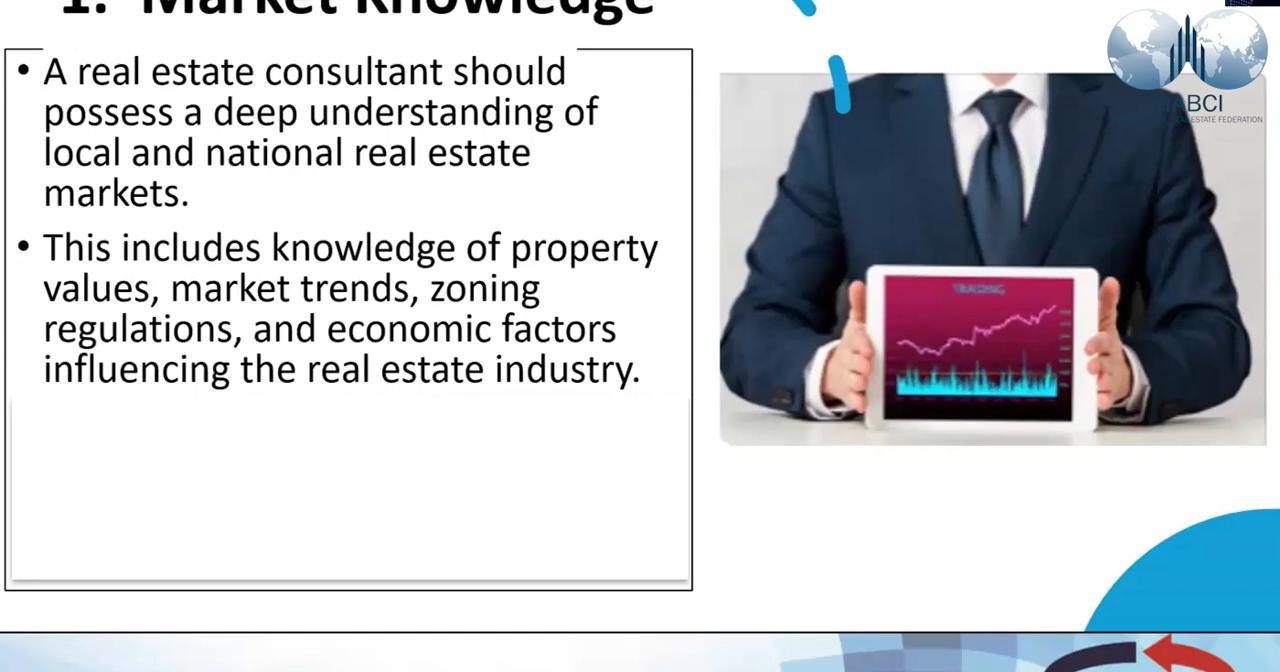 1. Market Knowledge
• A real estate consultant should
possess a deep understanding of
local and national real estate
markets.
• This includes knowledge of property
values, market trends, zoning
regulations, and economic factors
influencing the real estate industry.
TRADING
ESTATE FEDERATION